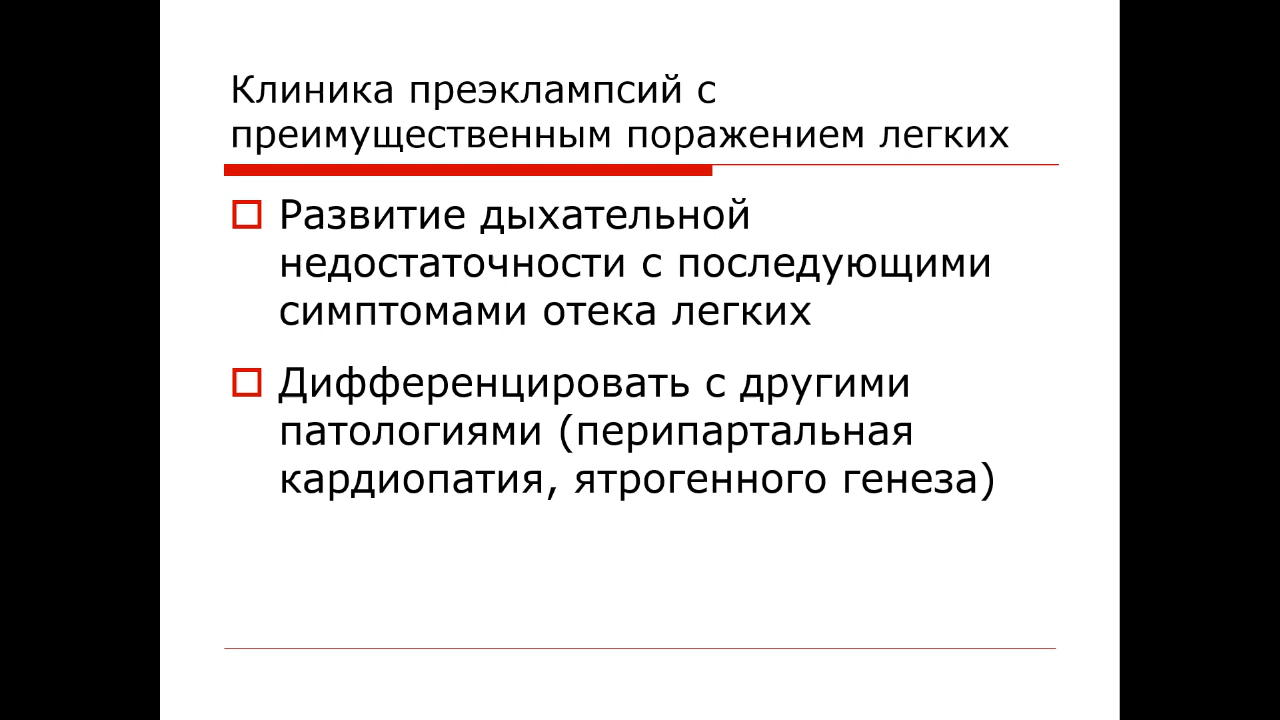 Клиника преэклампсий с
преимущественным поражением легких
Развитие дыхательной
недостаточности с последующими
симптомами отека легких
Дифференцировать с другими
патологиями (перипартальная
кардиопатия, ятрогенного генеза)